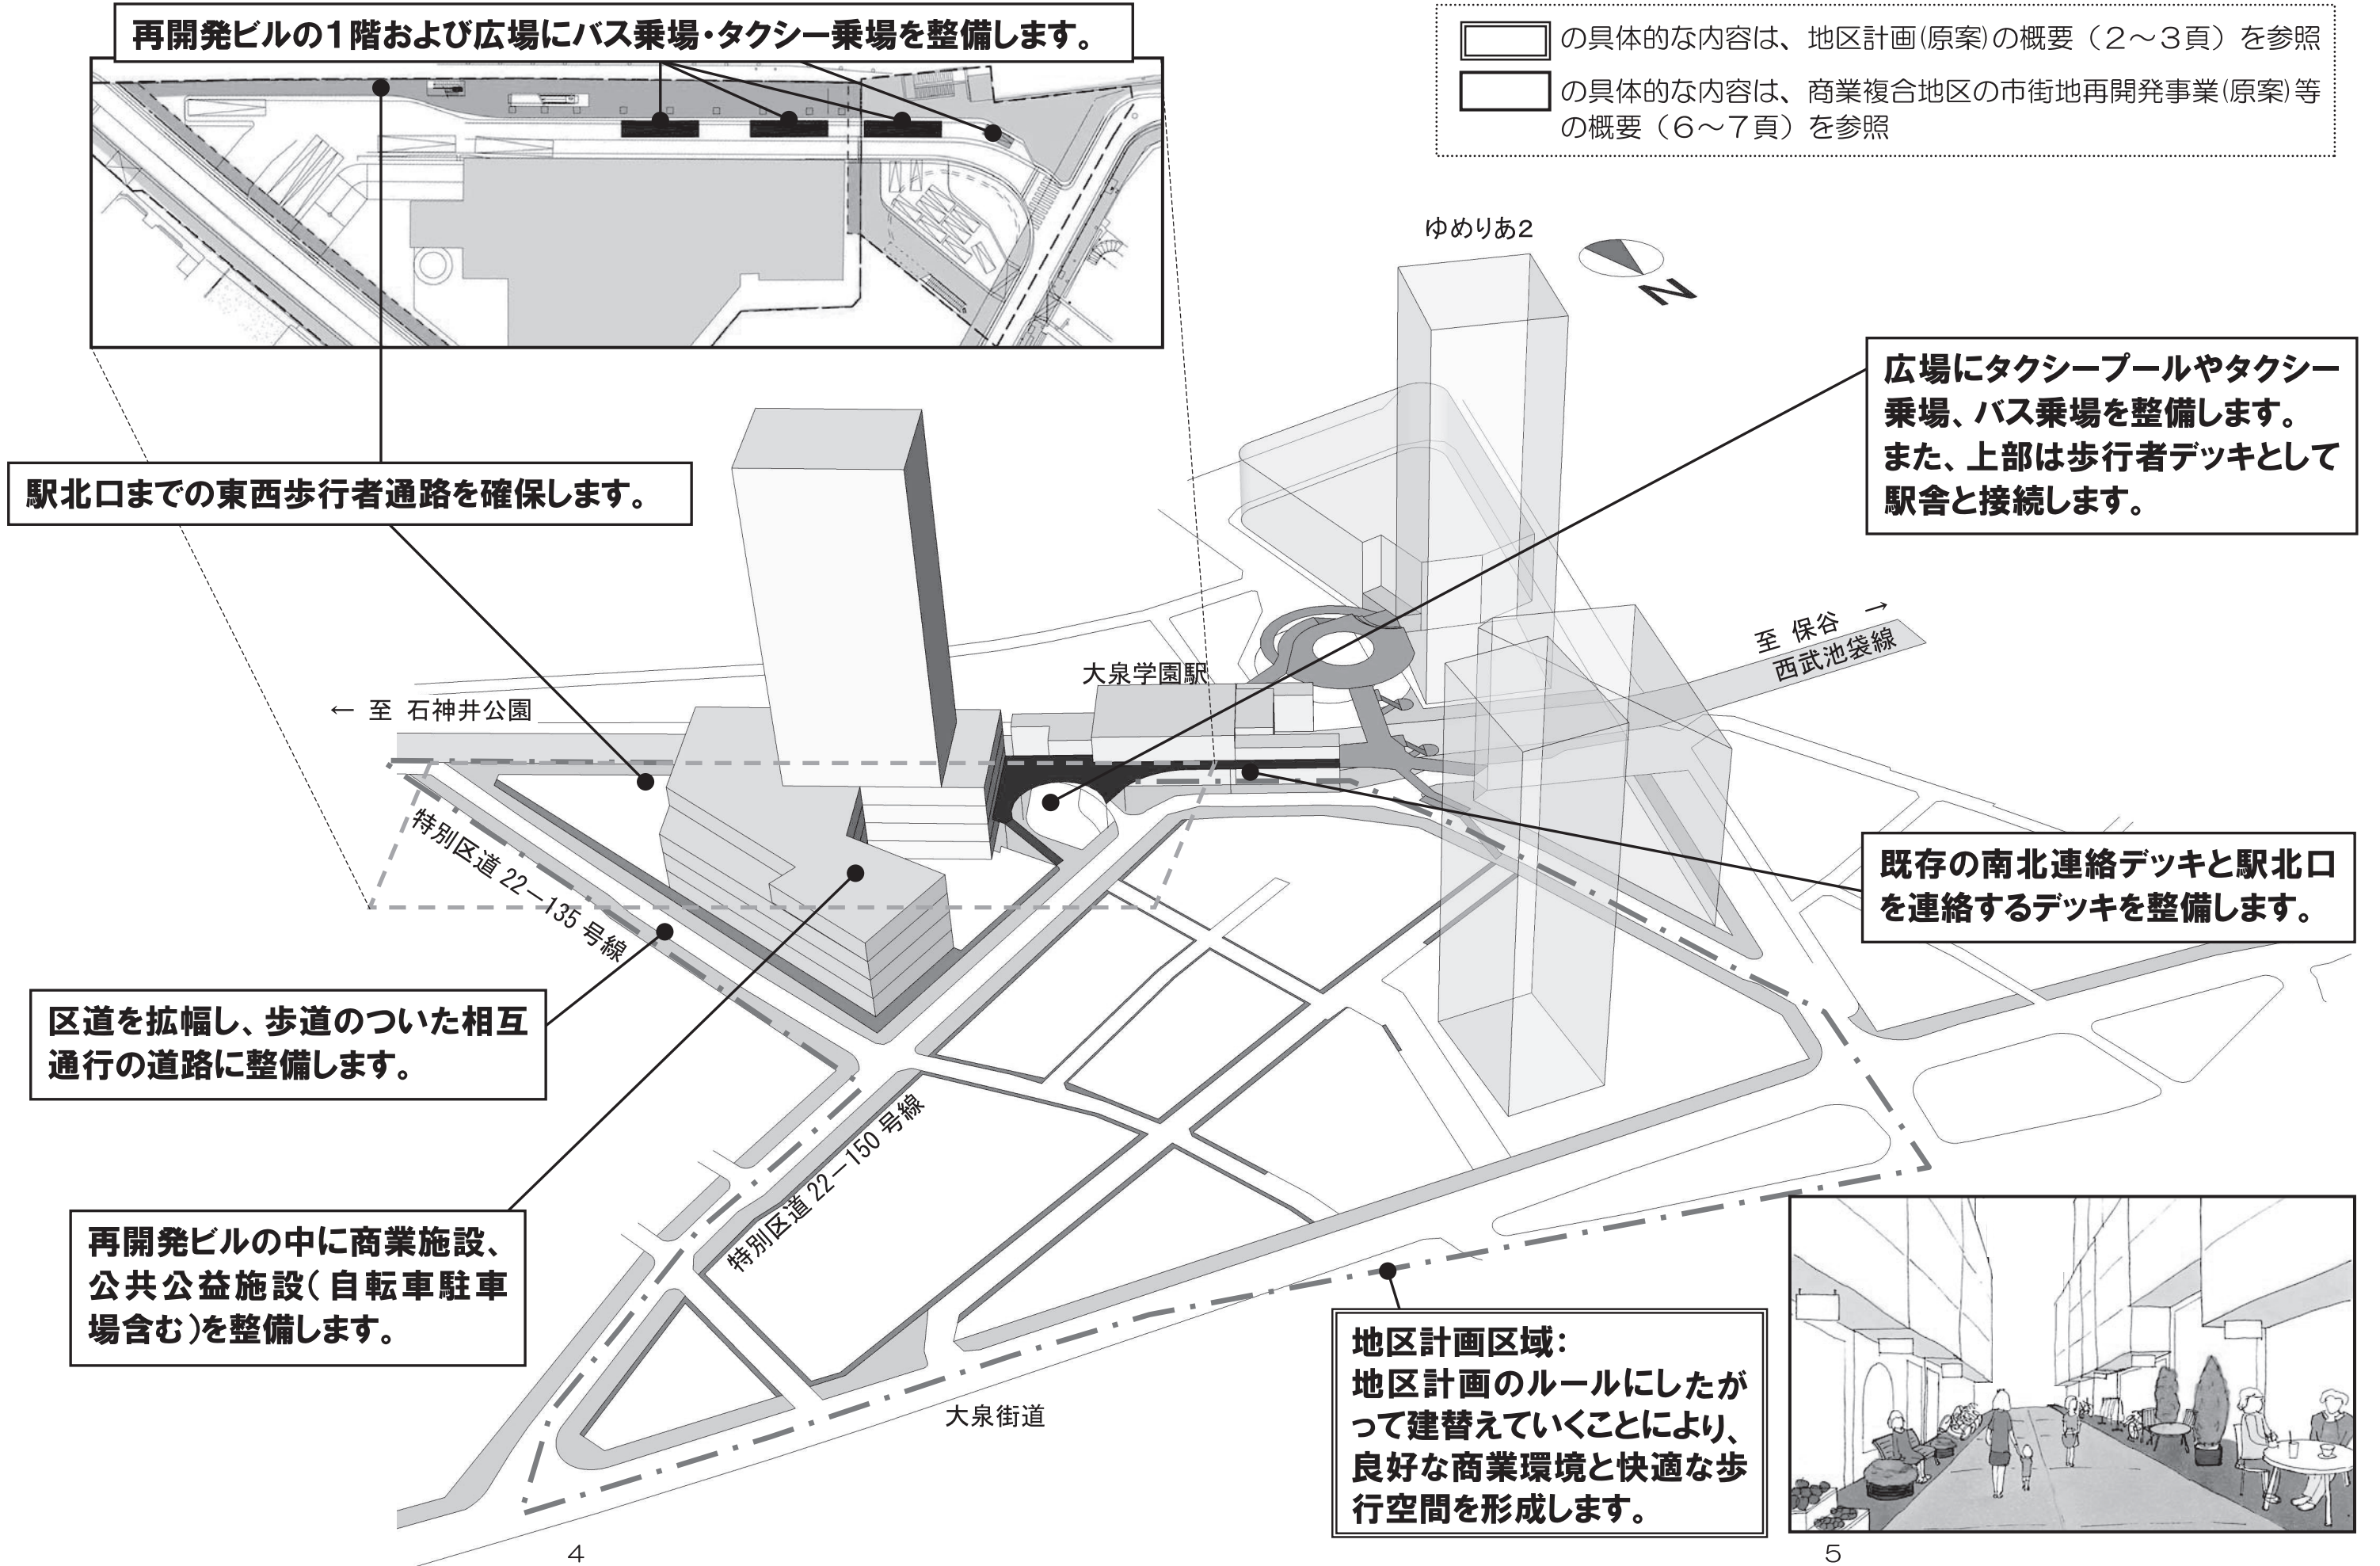 再開発ビルの1階および広場にバス乗場・タクシー乗場を整備します。
の具体的な内容は、地区計画(原案)の概要（２～３頁）を参照
の具体的な内容は、商業複合地区の市街地再開発事業(原案)等
の概要（６～７頁）を参照
ゆめりあ2
N
広場にタクシープールやタクシー
乗場、バス乗場を整備します。
また、上部は歩行者デッキとして
駅舎と接続します。
駅北口までの東西歩行者通路を確保します。
至 保谷 →
西武池袋線
大泉学園駅
← 至 石神井公園
特別区道 22－135 号線
既存の南北連絡デッキと駅北口
を連絡するデッキを整備します。
区道を拡幅し、歩道のついた相互
通行の道路に整備します。
特別区道 22－150 号線
再開発ビルの中に商業施設、
公共公益施設(自転車駐車
場含む)を整備します。
地区計画区域：
地区計画のルールにしたが
って建替えていくことにより、
良好な商業環境と快適な歩
行空間を形成します。
大泉街道
4
5